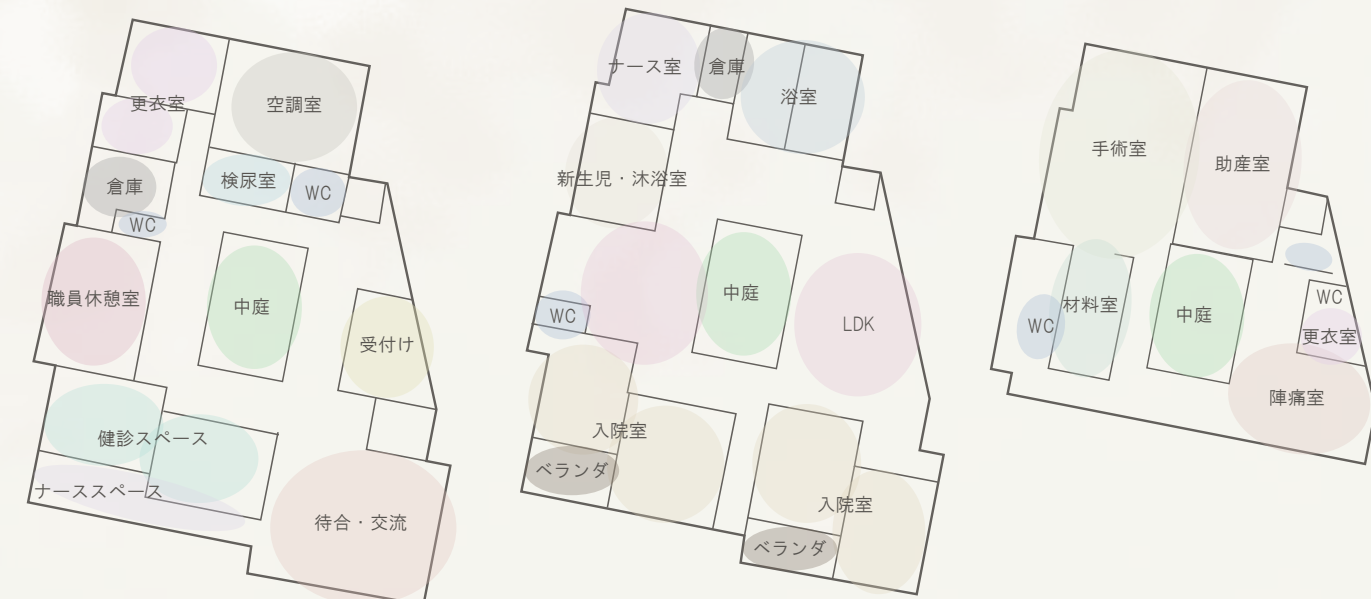 更衣室
空調室
倉庫
検尿室
WC
WC
職員休憩室
中庭
受付け
健診スペース
ナーススペース
待合・交流
ナース室
倉庫
浴室
新生児・沐浴室
中庭
WC
LDK
入院室
ベランダ
入院室
ベランダ
手術室
助産室
WC
材料室
中庭
WC
更衣室
陣痛室